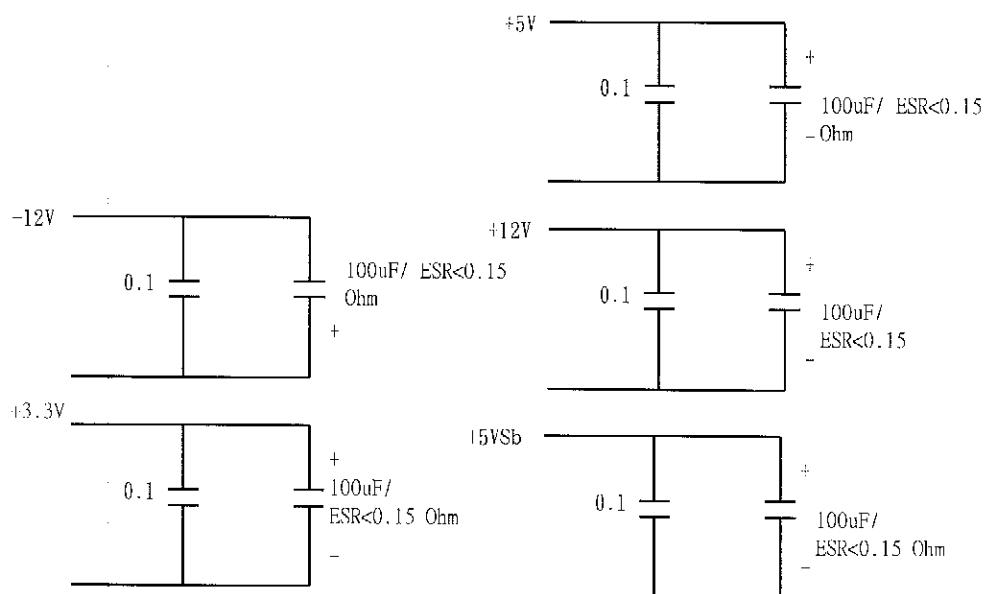 +5V
0.1
+
100uF/ ESR<0.15
-Ohm
-12V
0.1
100uF/ ESR<0.15
Ohm
+
+12V
0.1
+
100uF/
ESR<0.15
-
+3.3V
0.1
+
100uF/
ESR<0.15 Ohm
-
+5VSb
0.1
+
100uF/
ESR<0.15 Ohm
-